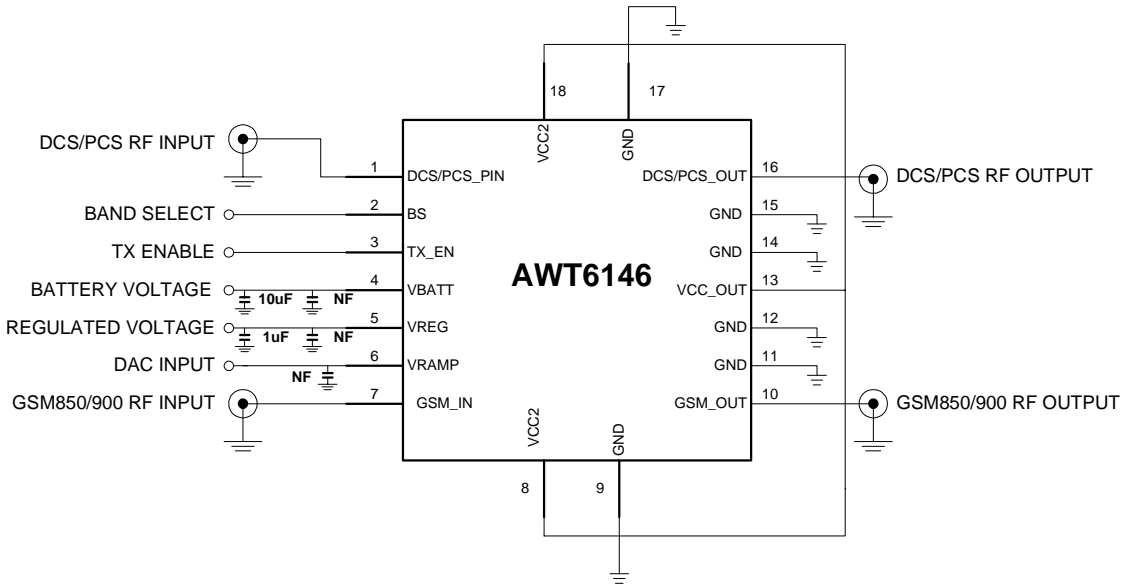 18
17
VCC2
GND
DCS/PCS RF INPUT
1
DCS/PCS_PIN
DCS/PCS_OUT
16
DCS/PCS RF OUTPUT
BAND SELECT
2
BS
GND
15
TX ENABLE
3
TX_EN
GND
14
AWT6146
BATTERY VOLTAGE
10uF
NF
4
VBATT
VCC_OUT
13
REGULATED VOLTAGE
1uF
NF
5
VREG
GND
12
DAC INPUT
NF
6
VRAMP
GND
11
GSM850/900 RF INPUT
7
GSM_IN
GSM_OUT
10
GSM850/900 RF OUTPUT
VCC2
GND
8
9